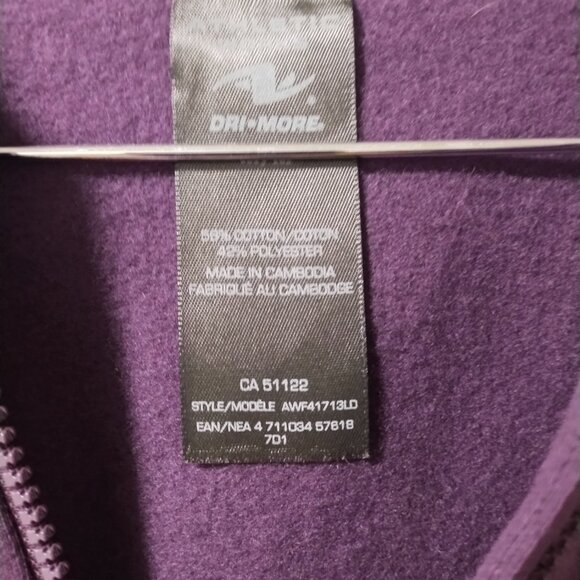 DRI•MORE®
58% COTTON/COTON
42% POLYESTER
MADE IN CAMBODIA
FABRIQUÉ AU CAMBODGE
CA 51122
STYLE/MODÈLE AWF41713LD
EAN/NEA 4 711034 57618
701